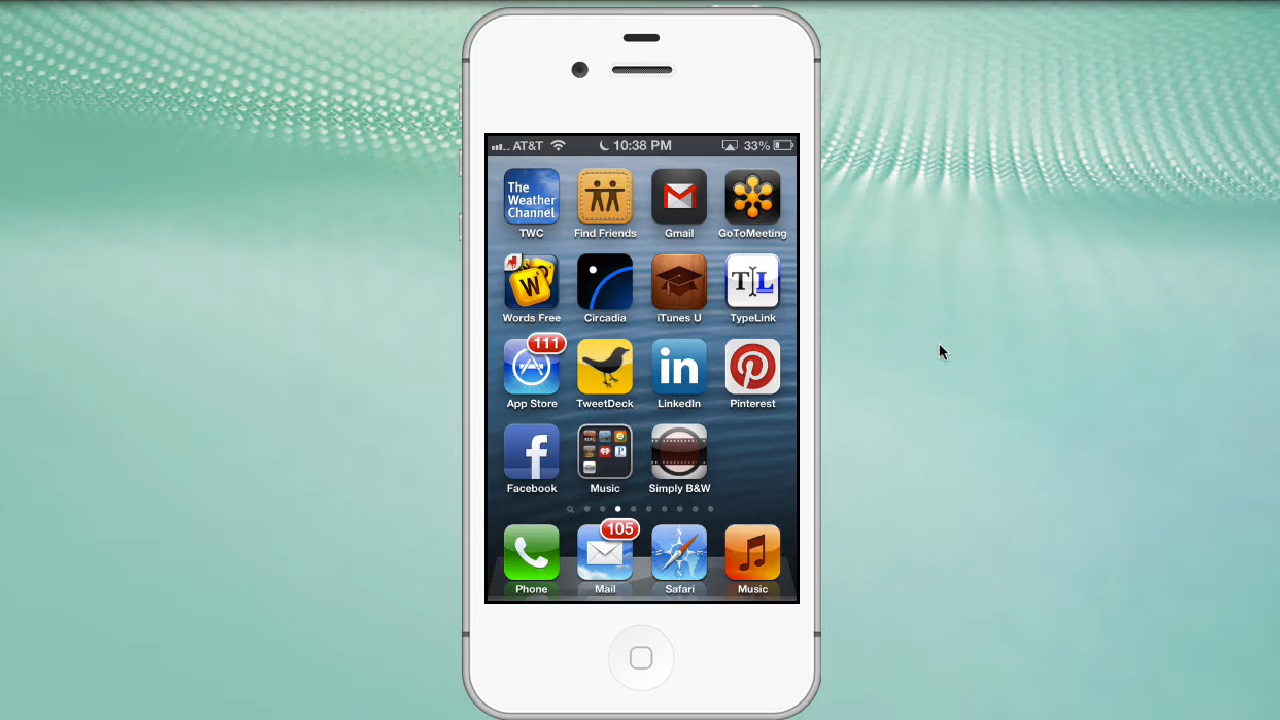 AT&T 10:38 PM 33%
The
Weather
Channel
TWC Find Friends Gmail GoToMeeting
W T L
Words Free Circadia iTunes U TypeLink
111
in
App Store TweetDeck LinkedIn Pinterest
f
Facebook Music Simply B&W
105
Phone Mail Safari Music